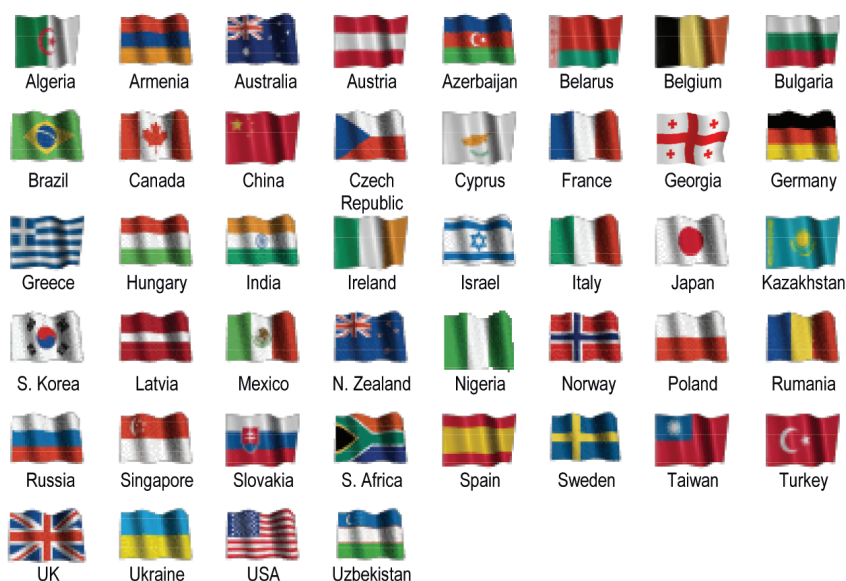 Algeria Armenia Australia Austria Azerbaijan Belarus Belgium Bulgaria
Brazil Canada China Czech Republic Cyprus France Georgia Germany
Greece Hungary India Ireland Israel Italy Japan Kazakhstan
S. Korea Latvia Mexico N. Zealand Nigeria Norway Poland Rumania
Russia Singapore Slovakia S. Africa Spain Sweden Taiwan Turkey
UK Ukraine USA Uzbekistan